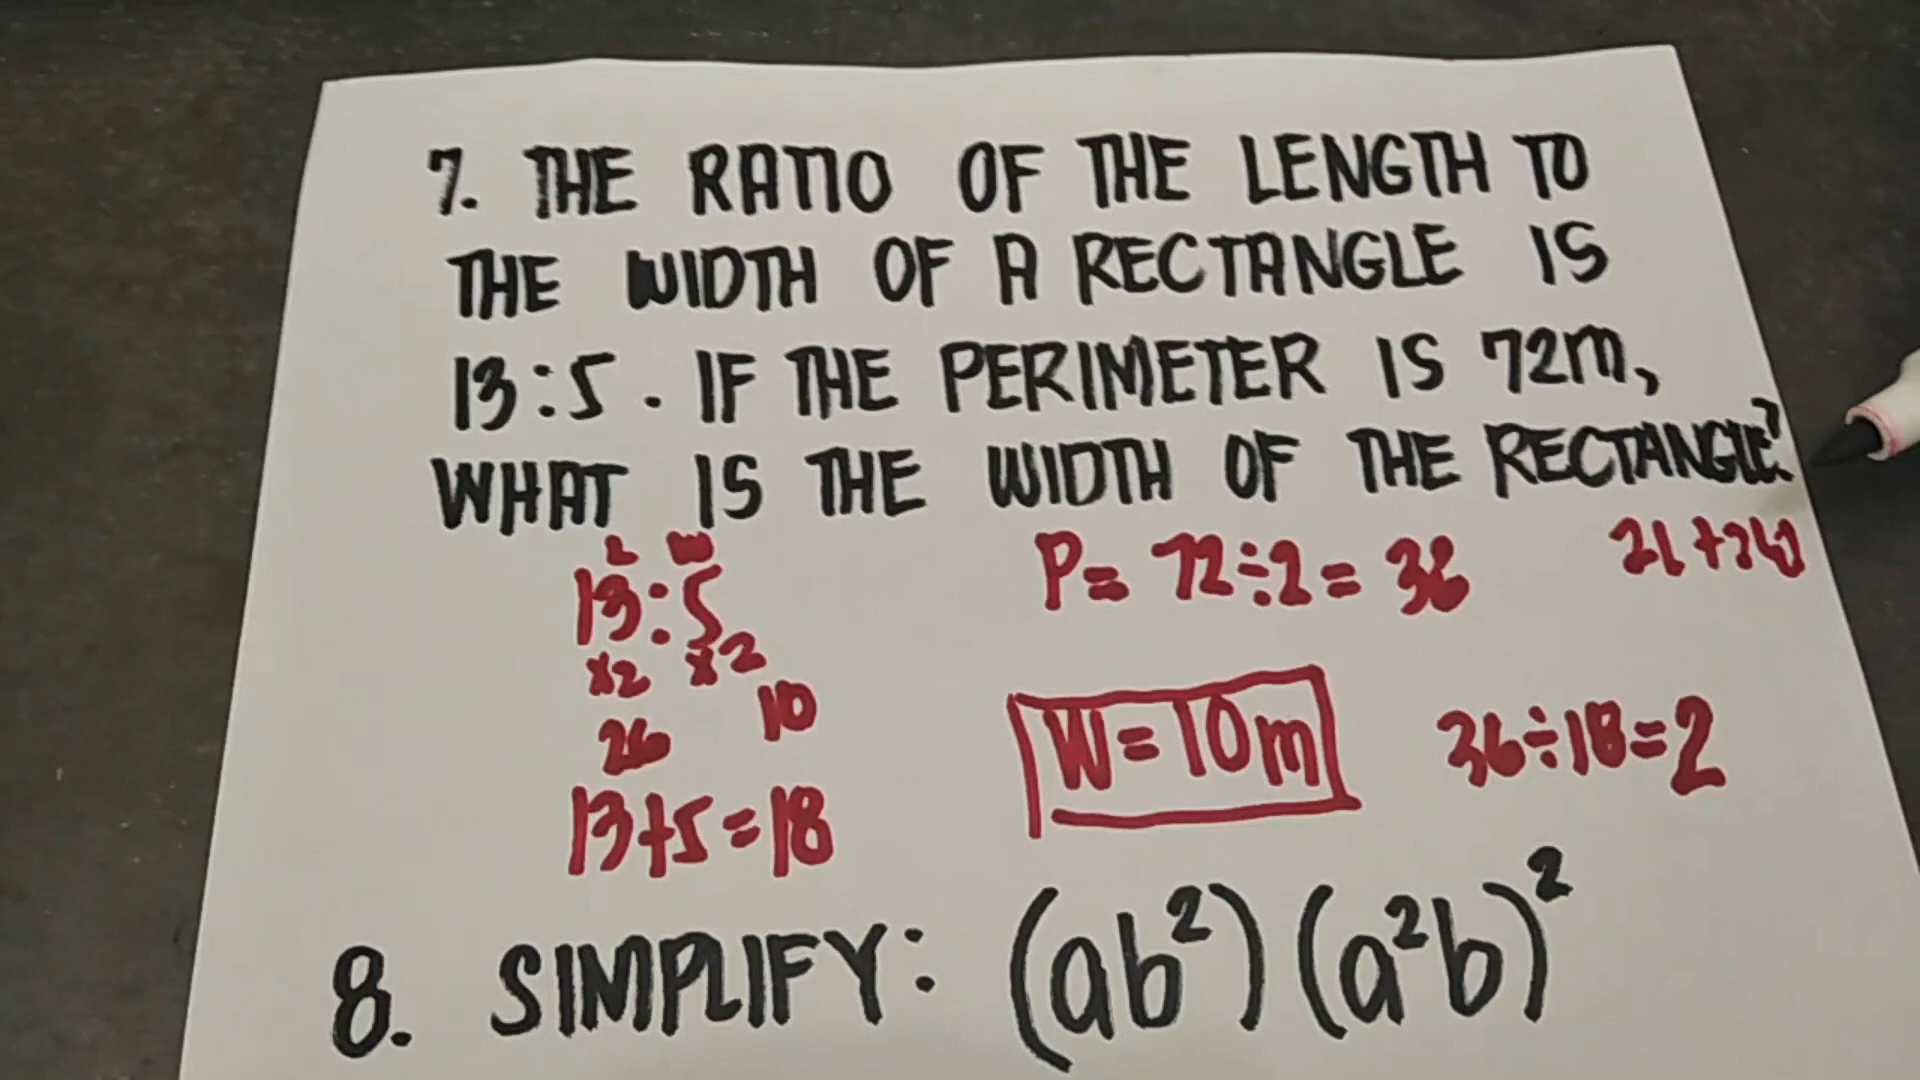 7. THE RATIO OF THE LENGTH TO
THE WIDTH OF A RECTANGLE IS
13:5. IF THE PERIMETER IS 72m,
WHAT IS THE WIDTH OF THE RECTANGLE?
L W
13:5
x2 x2
26 10
13+5=18
P= 72÷2= 36
2L+2W
W=10m
36÷18=2
8. SIMPLIFY: (ab²)(a²b)²